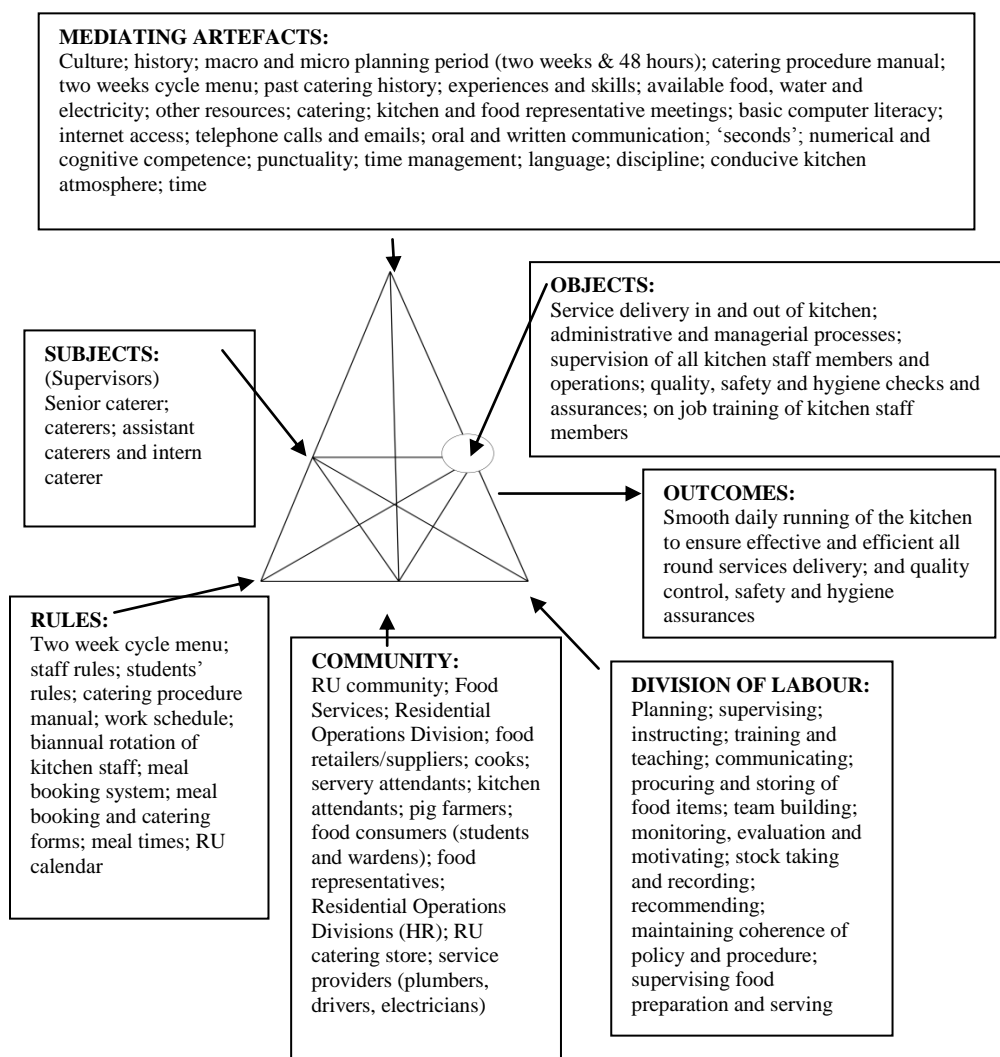 MEDIATING ARTEFACTS:
Culture; history; macro and micro planning period (two weeks & 48 hours); catering procedure manual;
two weeks cycle menu; past catering history; experiences and skills; available food, water and
electricity; other resources; catering; kitchen and food representative meetings; basic computer literacy;
internet access; telephone calls and emails; oral and written communication; ‘seconds’; numerical and
cognitive competence; punctuality; time management; language; discipline; conducive kitchen
atmosphere; time
OBJECTS:
Service delivery in and out of kitchen;
administrative and managerial processes;
supervision of all kitchen staff members and
operations; quality, safety and hygiene checks and
assurances; on job training of kitchen staff
members
SUBJECTS:
(Supervisors)
Senior caterer;
caterers; assistant
caterers and intern
caterer
OUTCOMES:
Smooth daily running of the kitchen
to ensure effective and efficient all
round services delivery; and quality
control, safety and hygiene
assurances
RULES:
Two week cycle menu;
staff rules; students’
rules; catering procedure
manual; work schedule;
biannual rotation of
kitchen staff; meal
booking system; meal
booking and catering
forms; meal times; RU
calendar
COMMUNITY:
RU community; Food
Services; Residential
Operations Division; food
retailers/suppliers; cooks;
servery attendants; kitchen
attendants; pig farmers;
food consumers (students
and wardens); food
representatives;
Residential Operations
Divisions (HR); RU
catering store; service
providers (plumbers,
drivers, electricians)
DIVISION OF LABOUR:
Planning; supervising;
instructing; training and
teaching; communicating;
procuring and storing of
food items; team building;
monitoring, evaluation and
motivating; stock taking
and recording;
recommending;
maintaining coherence of
policy and procedure;
supervising food
preparation and serving